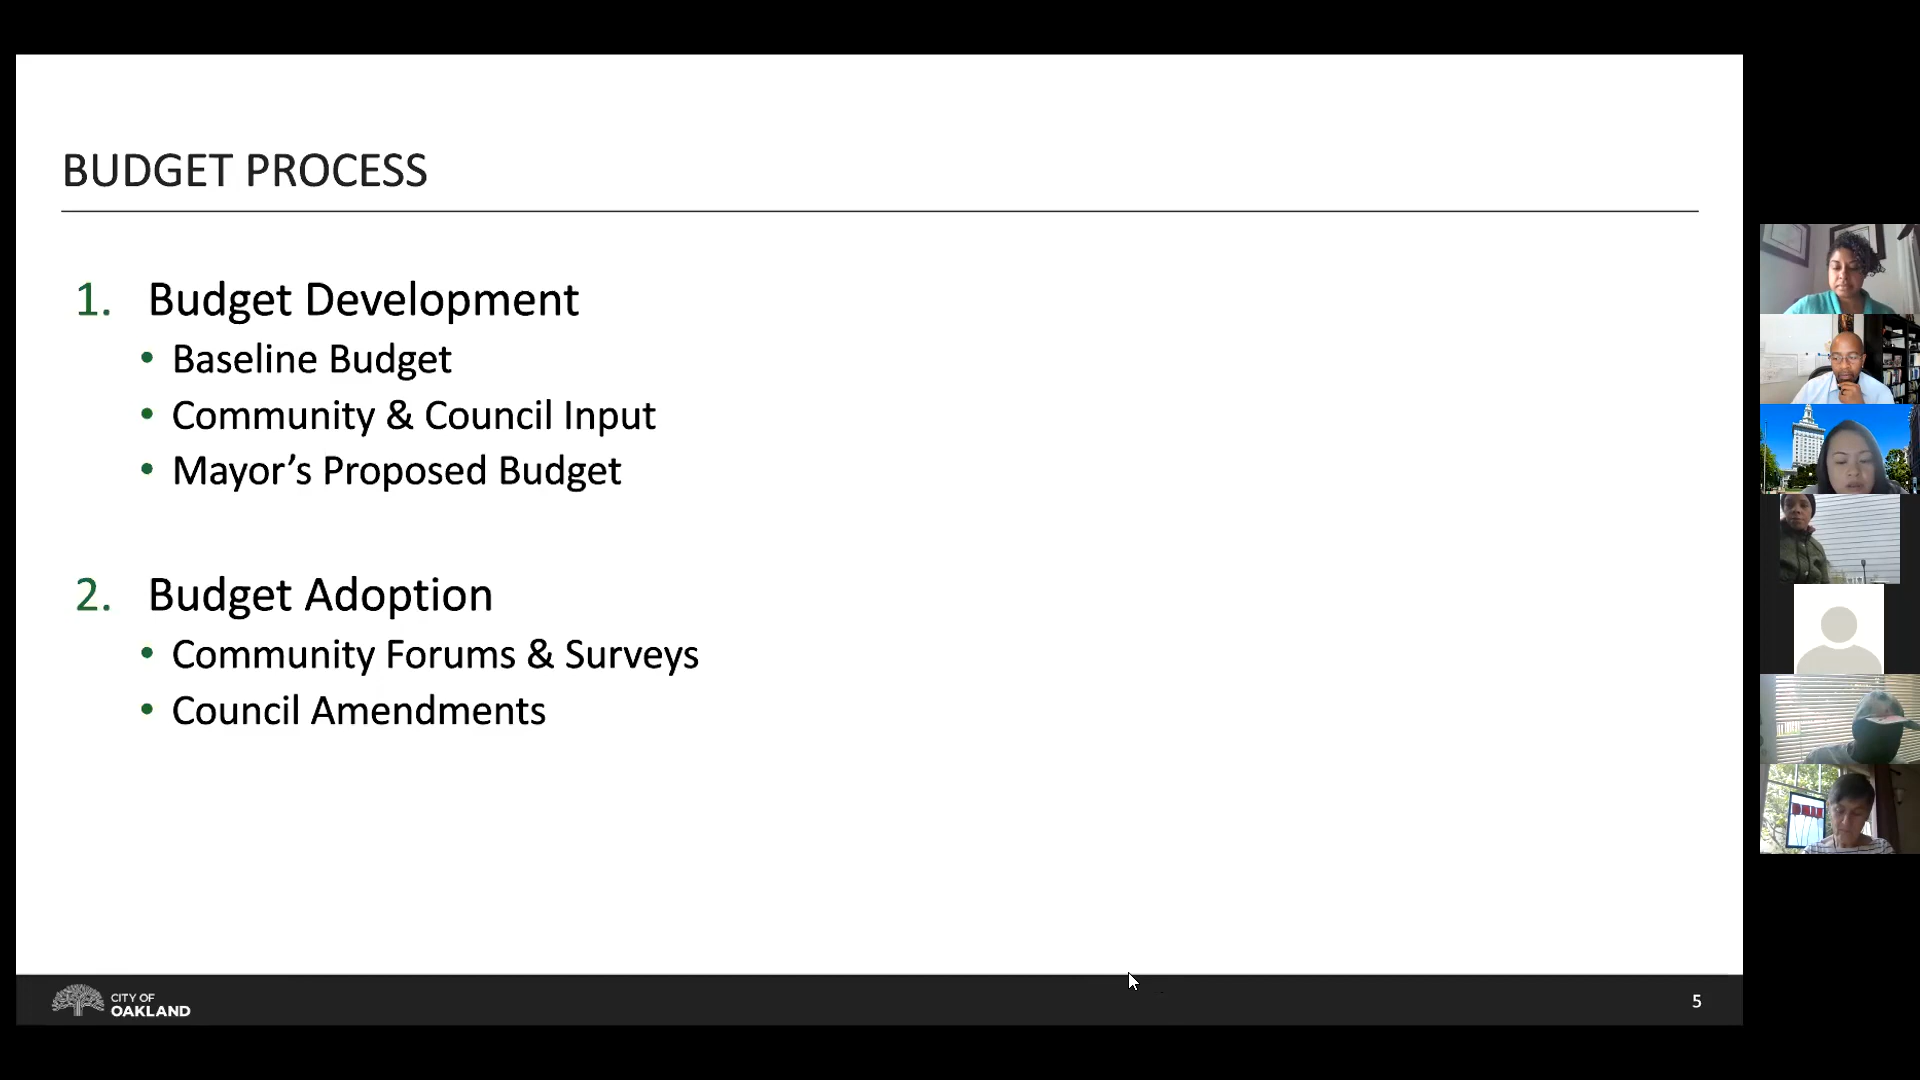 BUDGET PROCESS
1. Budget Development
• Baseline Budget
• Community & Council Input
• Mayor’s Proposed Budget
2. Budget Adoption
• Community Forums & Surveys
• Council Amendments
CITY OF
OAKLAND
5